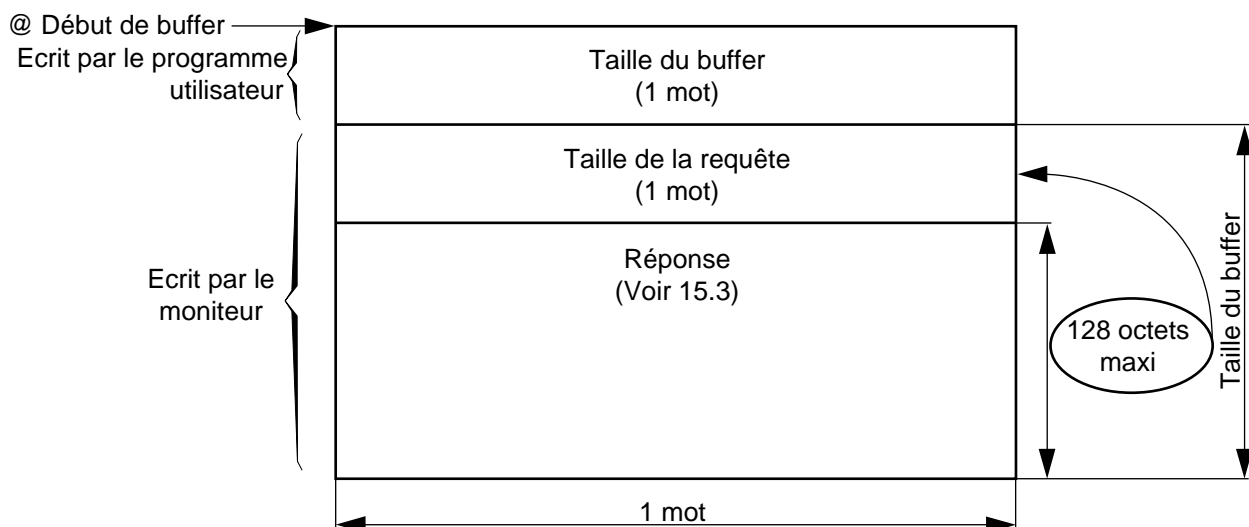 @ Début de buffer
Ecrit par le programme
utilisateur
Taille du buffer
(1 mot)
Taille de la requête
(1 mot)
Ecrit par le
moniteur
Réponse
(Voir 15.3)
128 octets
maxi
Taille du buffer
1 mot